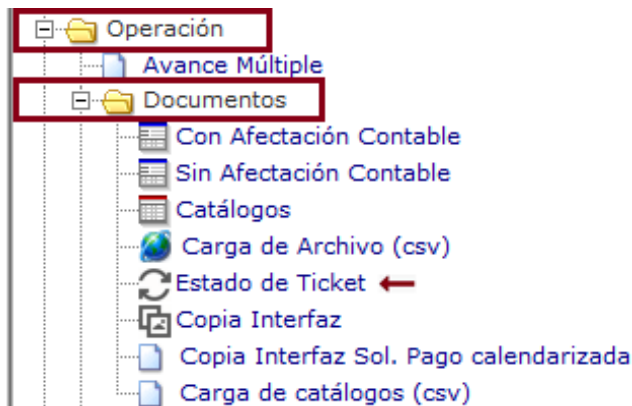 Operación
Avance Múltiple
Documentos
Con Afectación Contable
Sin Afectación Contable
Catálogos
Carga de Archivo (csv)
Estado de Ticket
Copia Interfaz
Copia Interfaz Sol. Pago calendarizada
Carga de catálogos (csv)